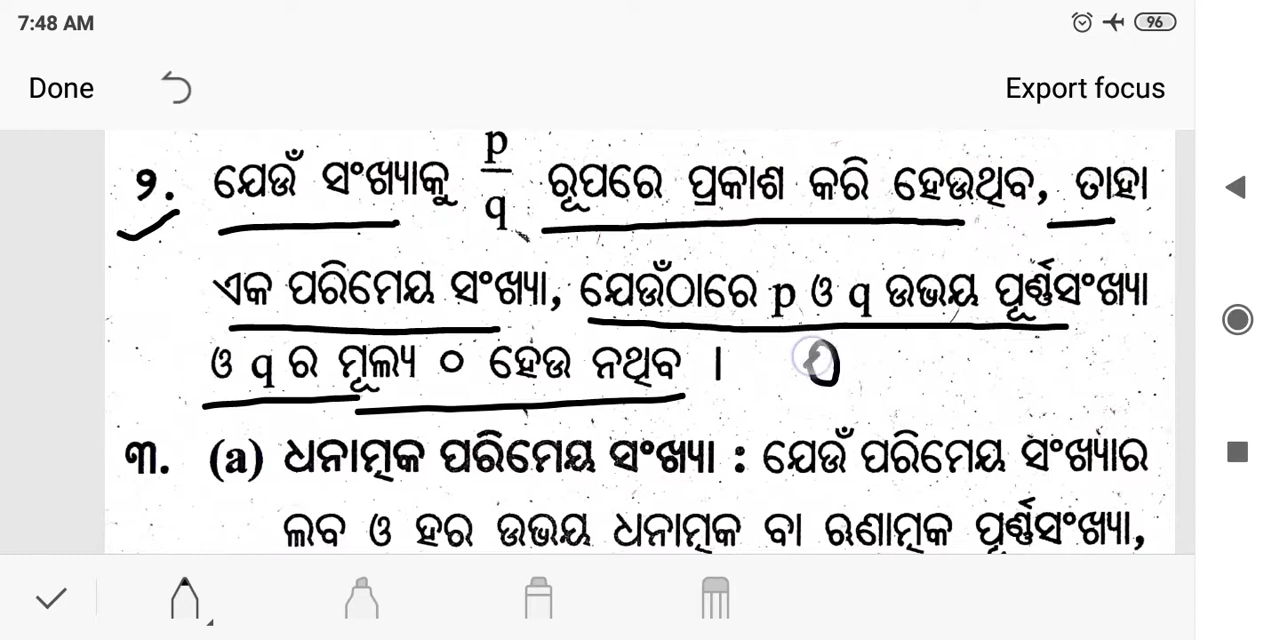 7:48 AM
96
Done
Export focus
୨. ଯେଉଁ ସଂଖ୍ୟାକୁ p/q ରୂପରେ ପ୍ରକାଶ କରି ହେଉଥିବ, ତାହା
ଏକ ପରିମେୟ ସଂଖ୍ୟା, ଯେଉଁଠାରେ p ଓ q ଉଭୟ ପୂର୍ଣ୍ଣସଂଖ୍ୟା
ଓ q ର ମୂଲ୍ୟ ୦ ହେଉ ନଥିବ । 0
୩. (a) ଧନାତ୍ମକ ପରିମେୟ ସଂଖ୍ୟା : ଯେଉଁ ପରିମେୟ ସଂଖ୍ୟାର
ଲବ ଓ ହର ଉଭୟ ଧନାତ୍ମକ ବା ଋଣାତ୍ମକ ପୂର୍ଣ୍ଣସଂଖ୍ୟା,